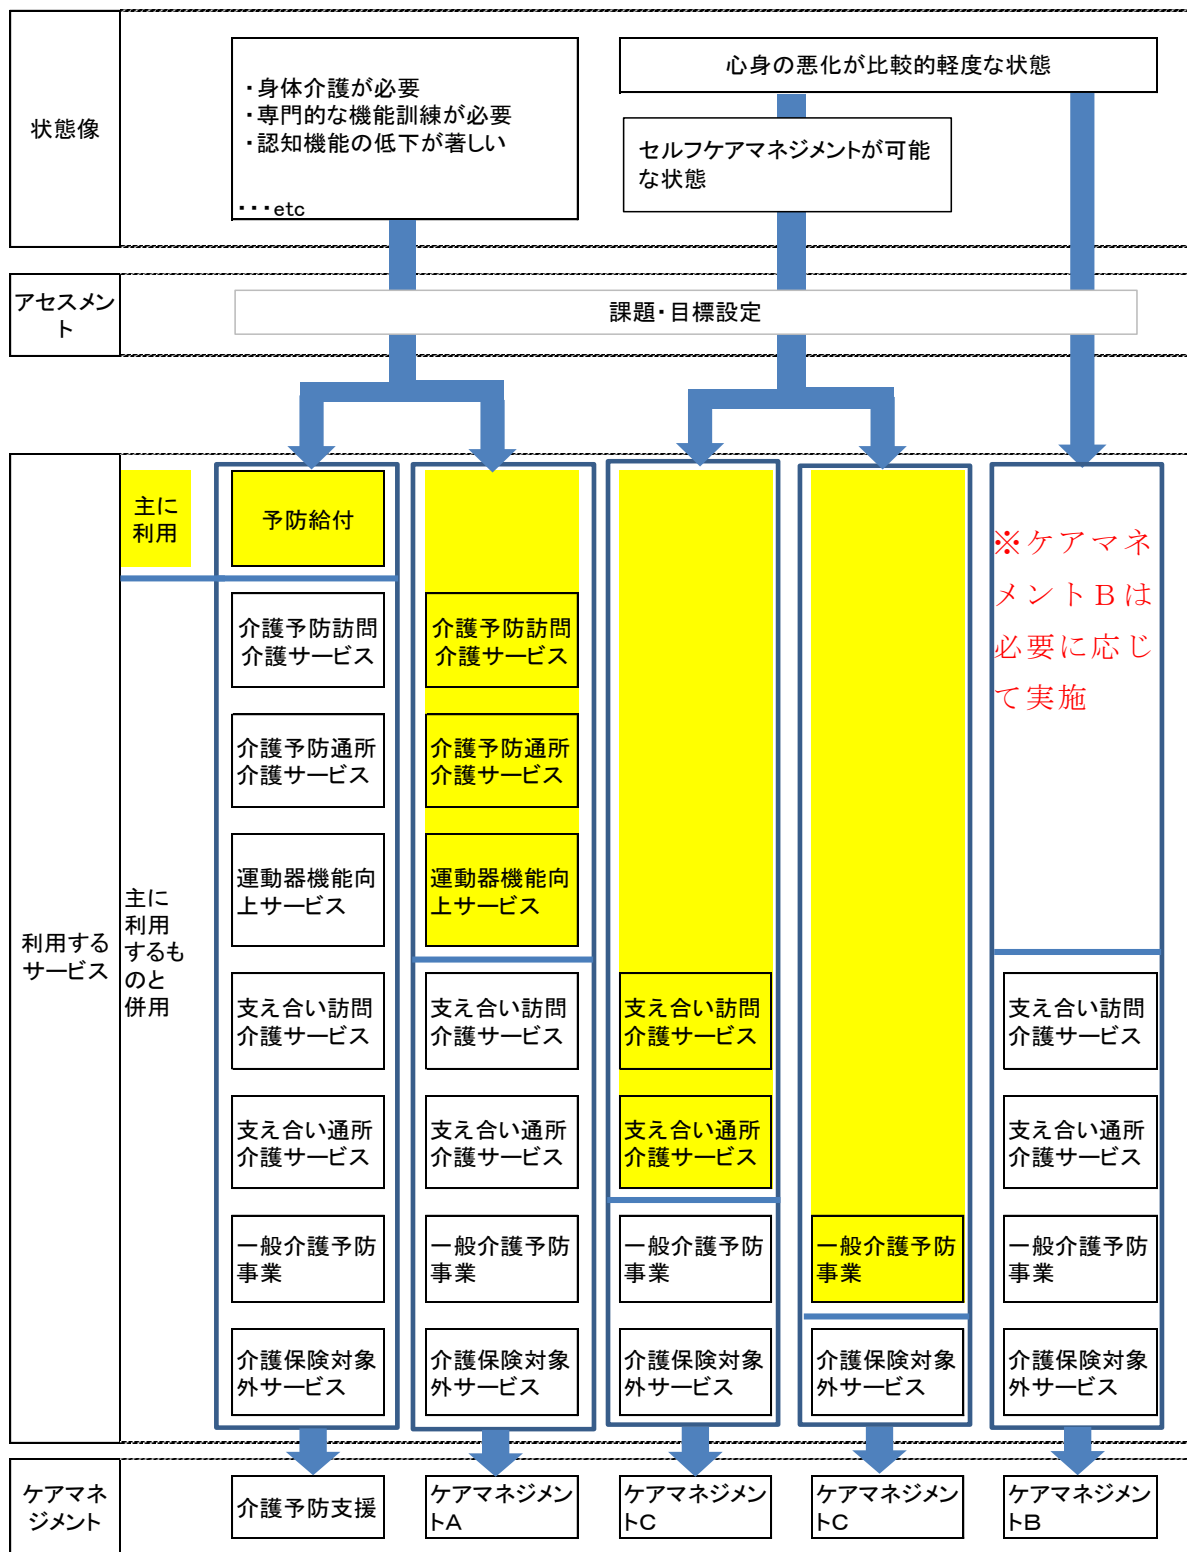 状態像
・身体介護が必要
・専門的な機能訓練が必要
・認知機能の低下が著しい
・・・etc
心身の悪化が比較的軽度な状態
セルフケアマネジメントが可能
な状態
アセスメン
ト
課題・目標設定
利用する
サービス
主に
利用
主に
利用
するも
のと
併用
予防給付
介護予防訪問
介護サービス
介護予防通所
介護サービス
運動器機能向
上サービス
支え合い訪問
介護サービス
支え合い通所
介護サービス
一般介護予防
事業
介護保険対象
外サービス
介護予防訪問
介護サービス
介護予防通所
介護サービス
運動器機能向
上サービス
支え合い訪問
介護サービス
支え合い通所
介護サービス
一般介護予防
事業
介護保険対象
外サービス
支え合い訪問
介護サービス
支え合い通所
介護サービス
一般介護予防
事業
介護保険対象
外サービス
一般介護予防
事業
介護保険対象
外サービス
※ケアマネ
メントＢは
必要に応じ
て実施
支え合い訪問
介護サービス
支え合い通所
介護サービス
一般介護予防
事業
介護保険対象
外サービス
ケアマネ
ジメント
介護予防支援
ケアマネジメン
トA
ケアマネジメン
トC
ケアマネジメン
トC
ケアマネジメン
トB